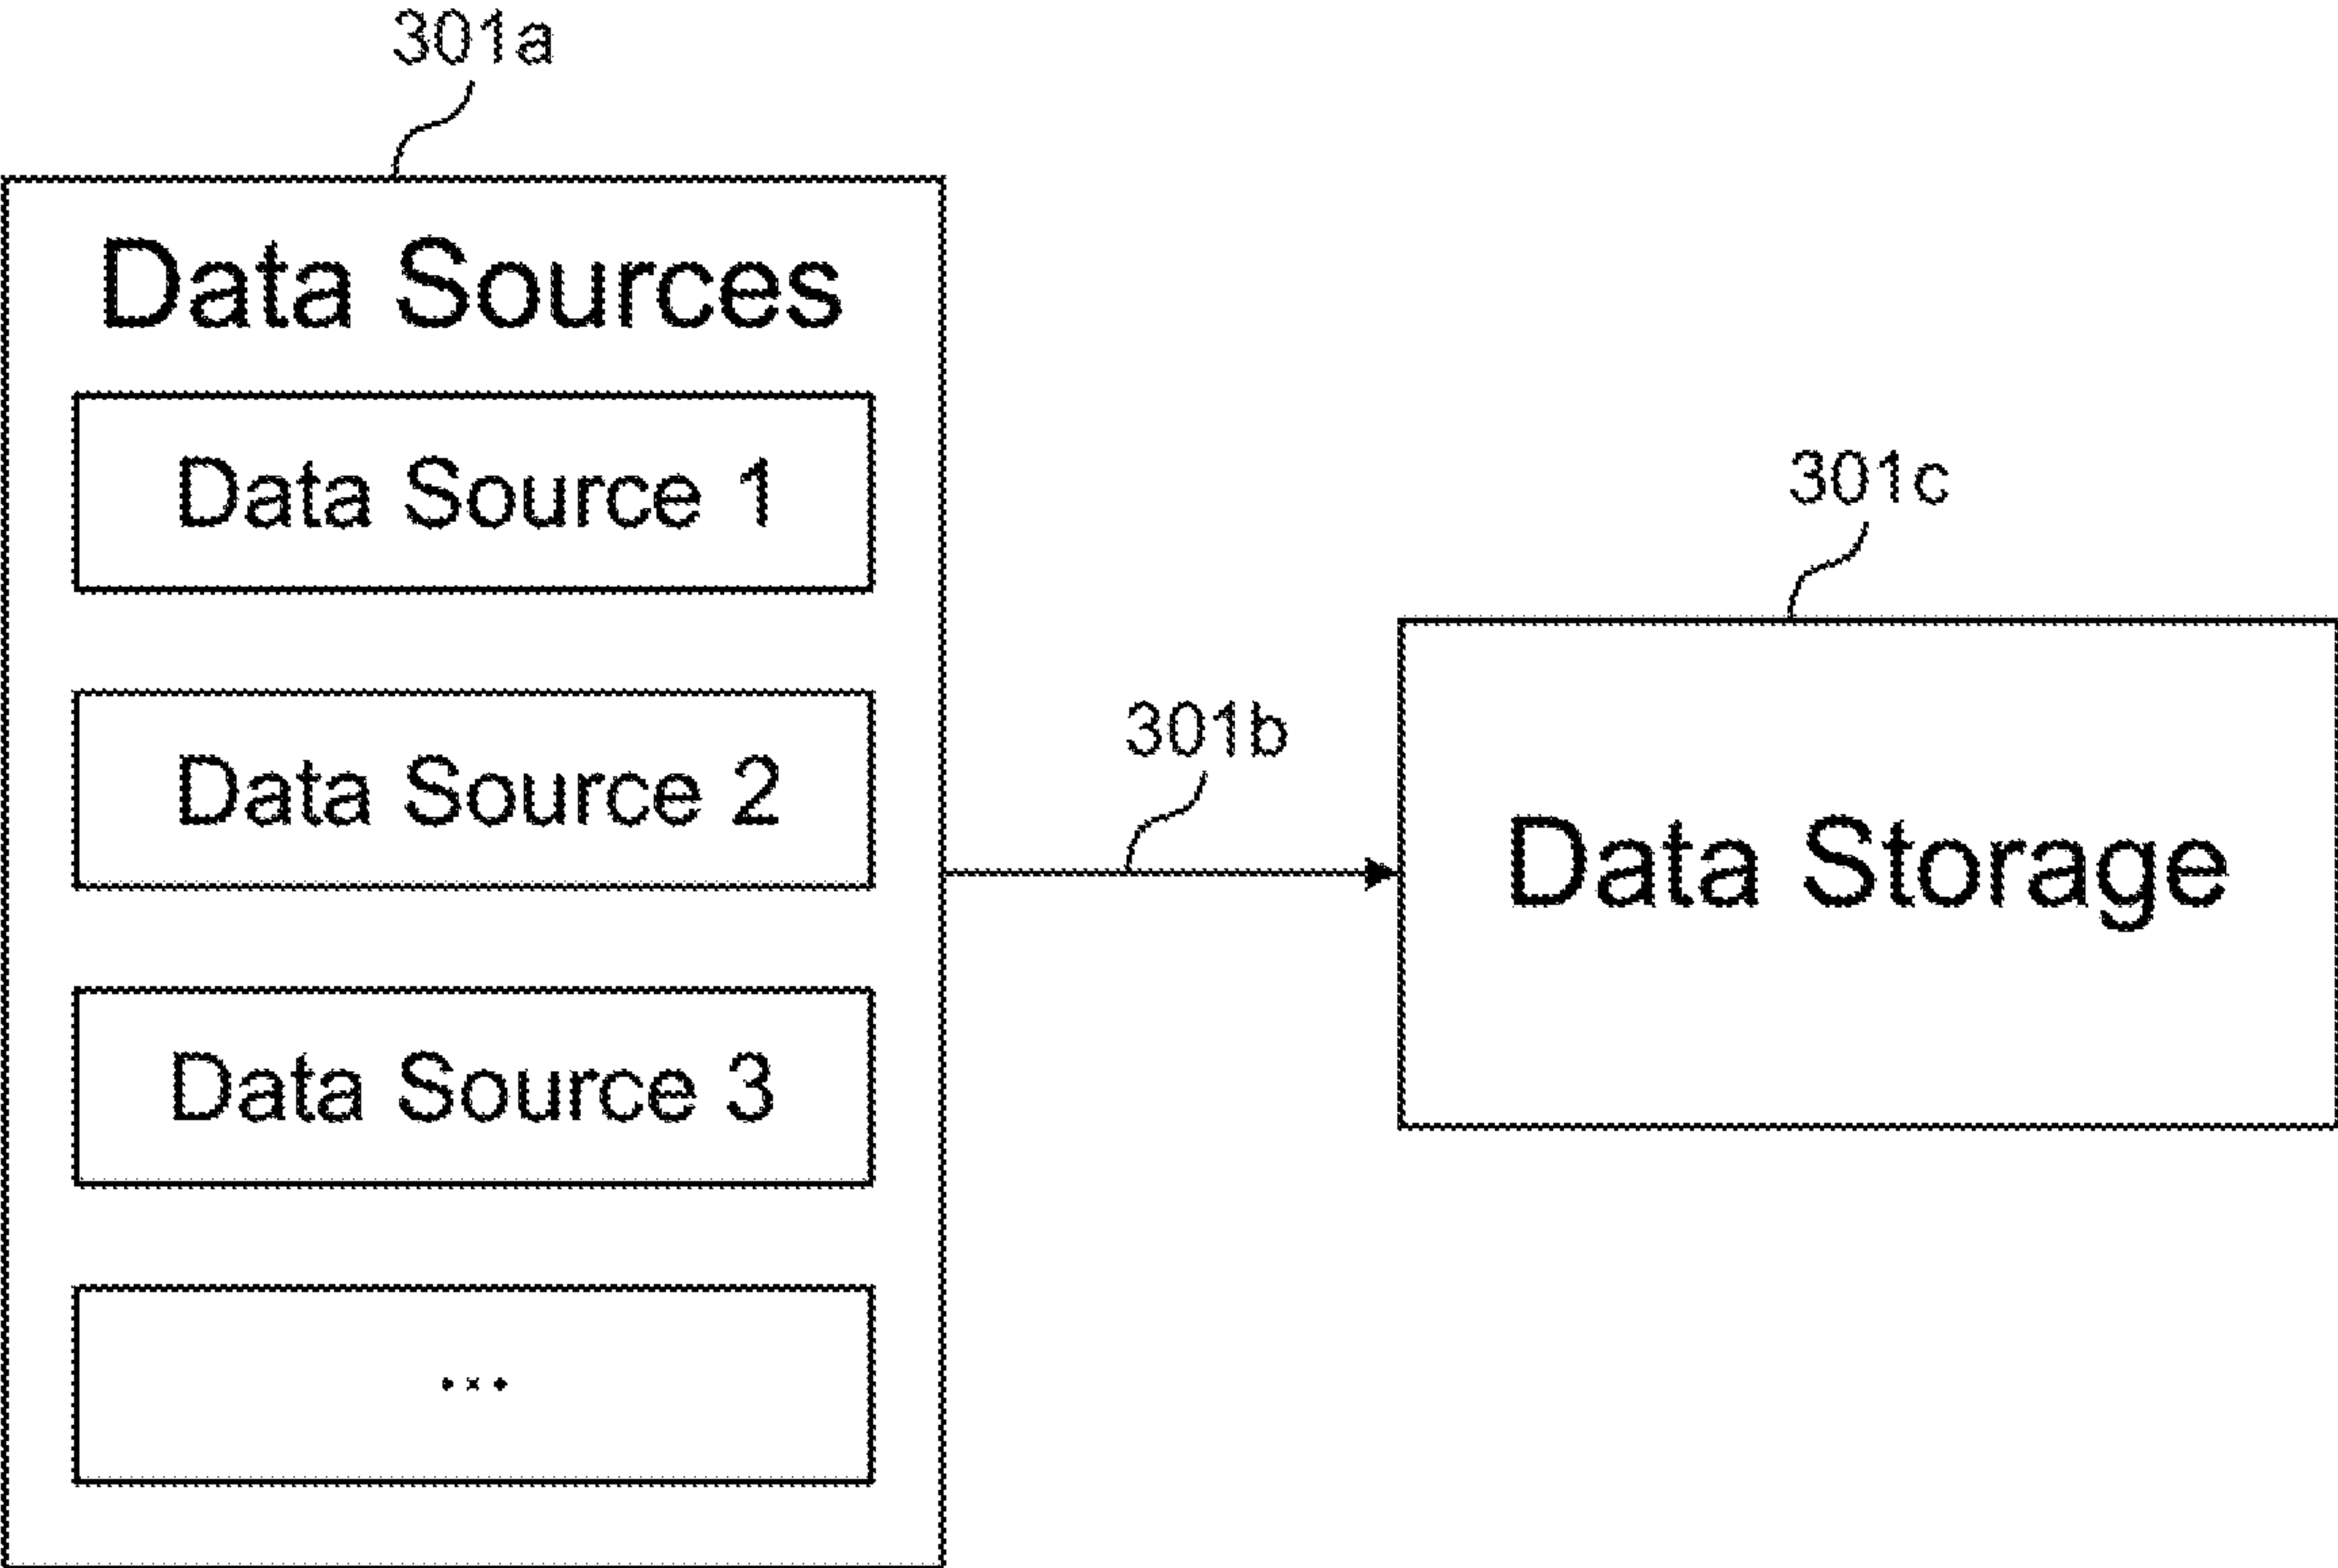 301a
Data Sources
Data Source 1
Data Source 2
Data Source 3
...
301b
301c
Data Storage